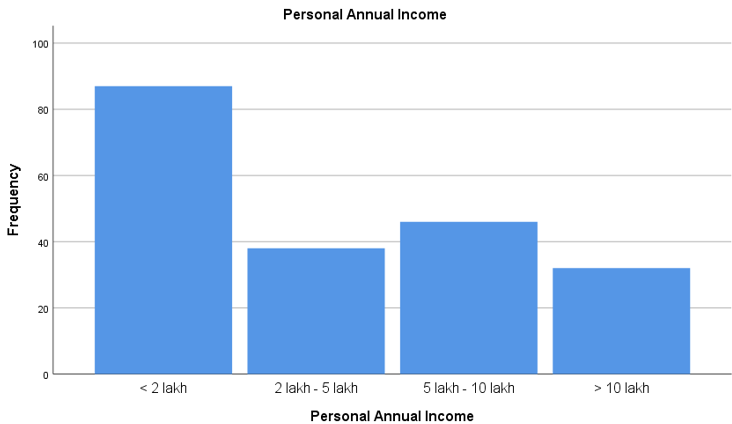 Personal Annual Income
100
80
60
40
20
0
Frequency
< 2 lakh
2 lakh - 5 lakh
5 lakh - 10 lakh
> 10 lakh
Personal Annual Income